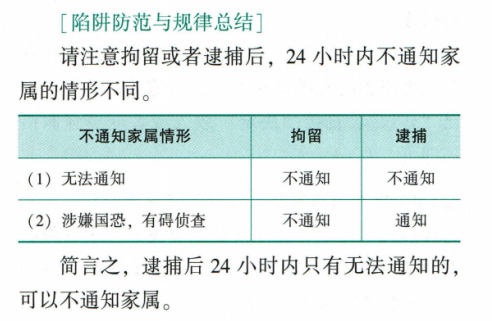 [陷阱防范与规律总结]
请注意拘留或者逮捕后，24 小时内不通知家
属的情形不同。
不通知家属情形 拘留 逮捕
（1）无法通知 不通知 不通知
（2）涉嫌国恐，有碍侦查 不通知 通知
简言之，逮捕后 24 小时内只有无法通知的，
可以不通知家属。